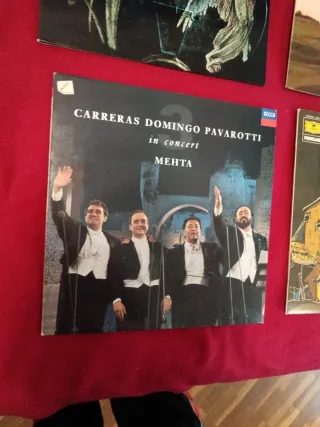 CARRERAS DOMINGO PAVAROTTI
in concert
MEHTA
DECCA